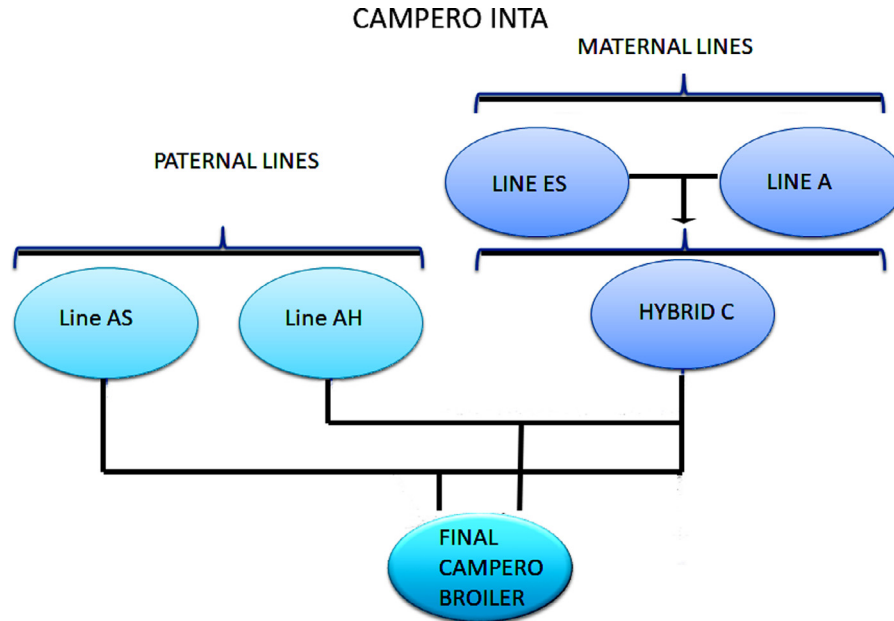 CAMPERO INTA
MATERNAL LINES
PATERNAL LINES
LINE ES
LINE A
Line AS
Line AH
HYBRID C
FINAL
CAMPERO
BROILER